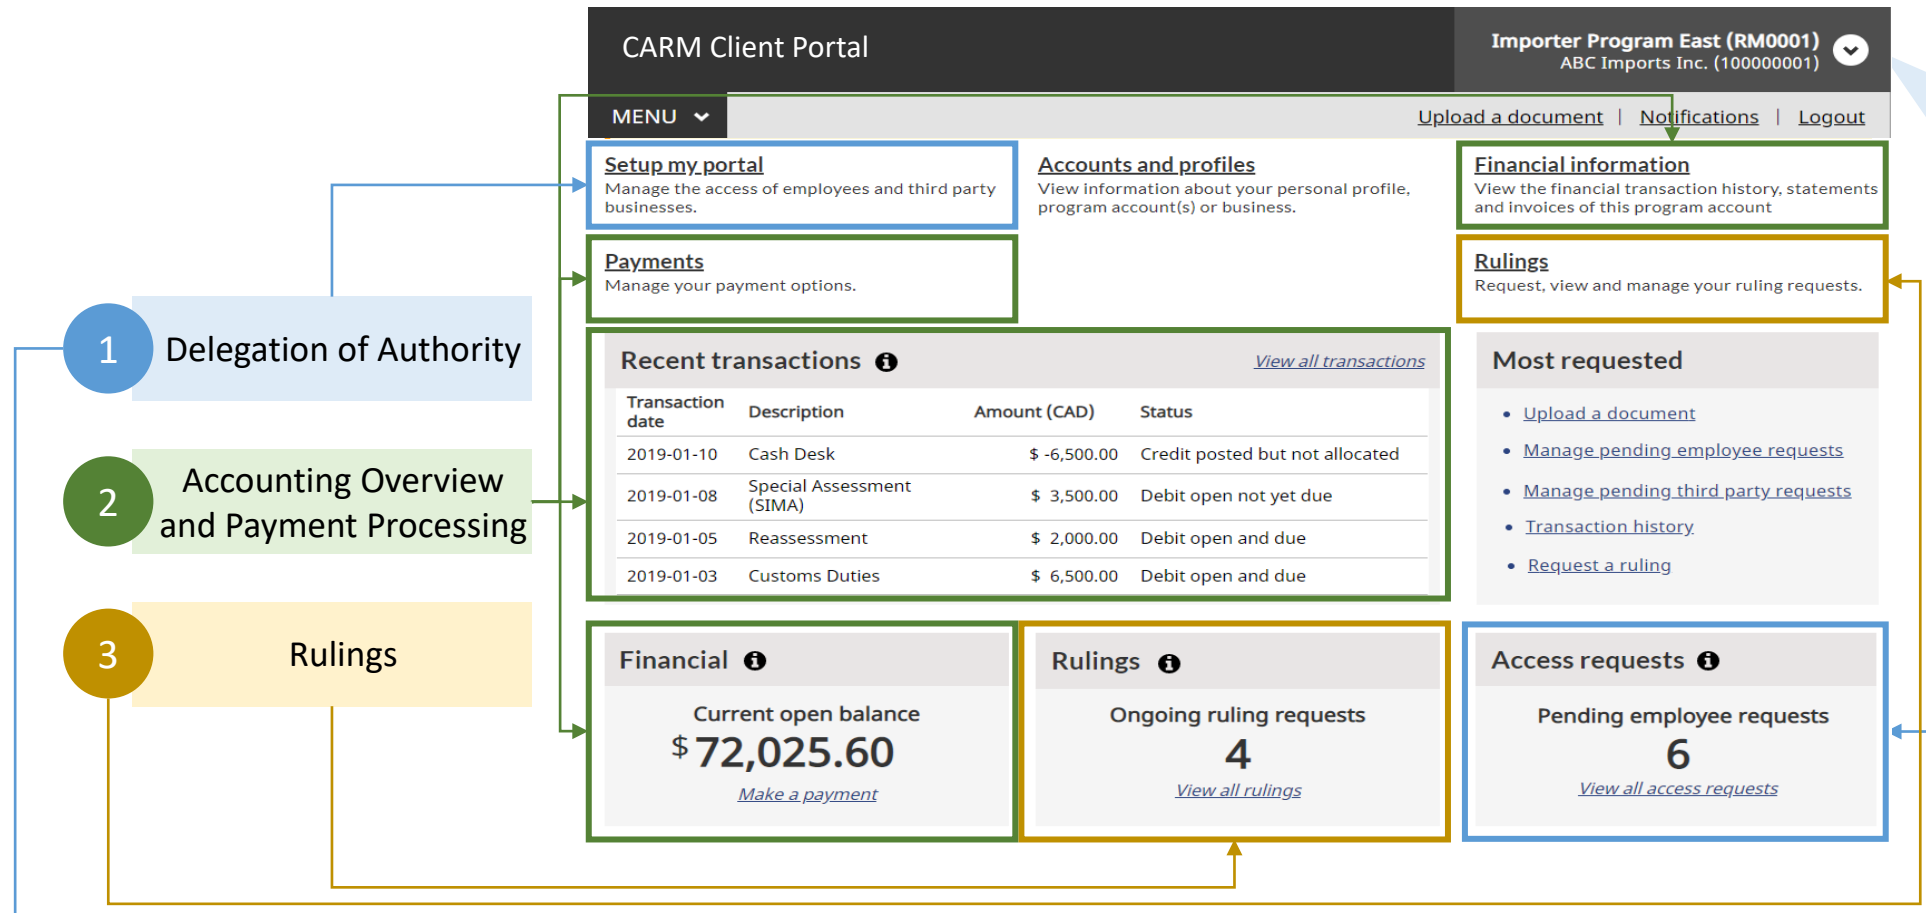 CARM Client Portal
Importer Program East (RM0001)
ABC Imports Inc. (100000001)
MENU
Upload a document | Notifications | Logout
Setup my portal
Manage the access of employees and third party
businesses.
Accounts and profiles
View information about your personal profile,
program account(s) or business.
Financial information
View the financial transaction history, statements
and invoices of this program account
Payments
Manage your payment options.
Rulings
Request, view and manage your ruling requests.
1 Delegation of Authority
2 Accounting Overview
and Payment Processing
3 Rulings
Recent transactions
View all transactions
Transaction
date
Description
Amount (CAD)
Status
2019-01-10 Cash Desk $ -6,500.00 Credit posted but not allocated
2019-01-08 Special Assessment
(SIMA) $ 3,500.00 Debit open not yet due
2019-01-05 Reassessment $ 2,000.00 Debit open and due
2019-01-03 Customs Duties $ 6,500.00 Debit open and due
Most requested
• Upload a document
• Manage pending employee requests
• Manage pending third party requests
• Transaction history
• Request a ruling
Financial
Current open balance
$ 72,025.60
Make a payment
Rulings
Ongoing ruling requests
4
View all rulings
Access requests
Pending employee requests
6
View all access requests